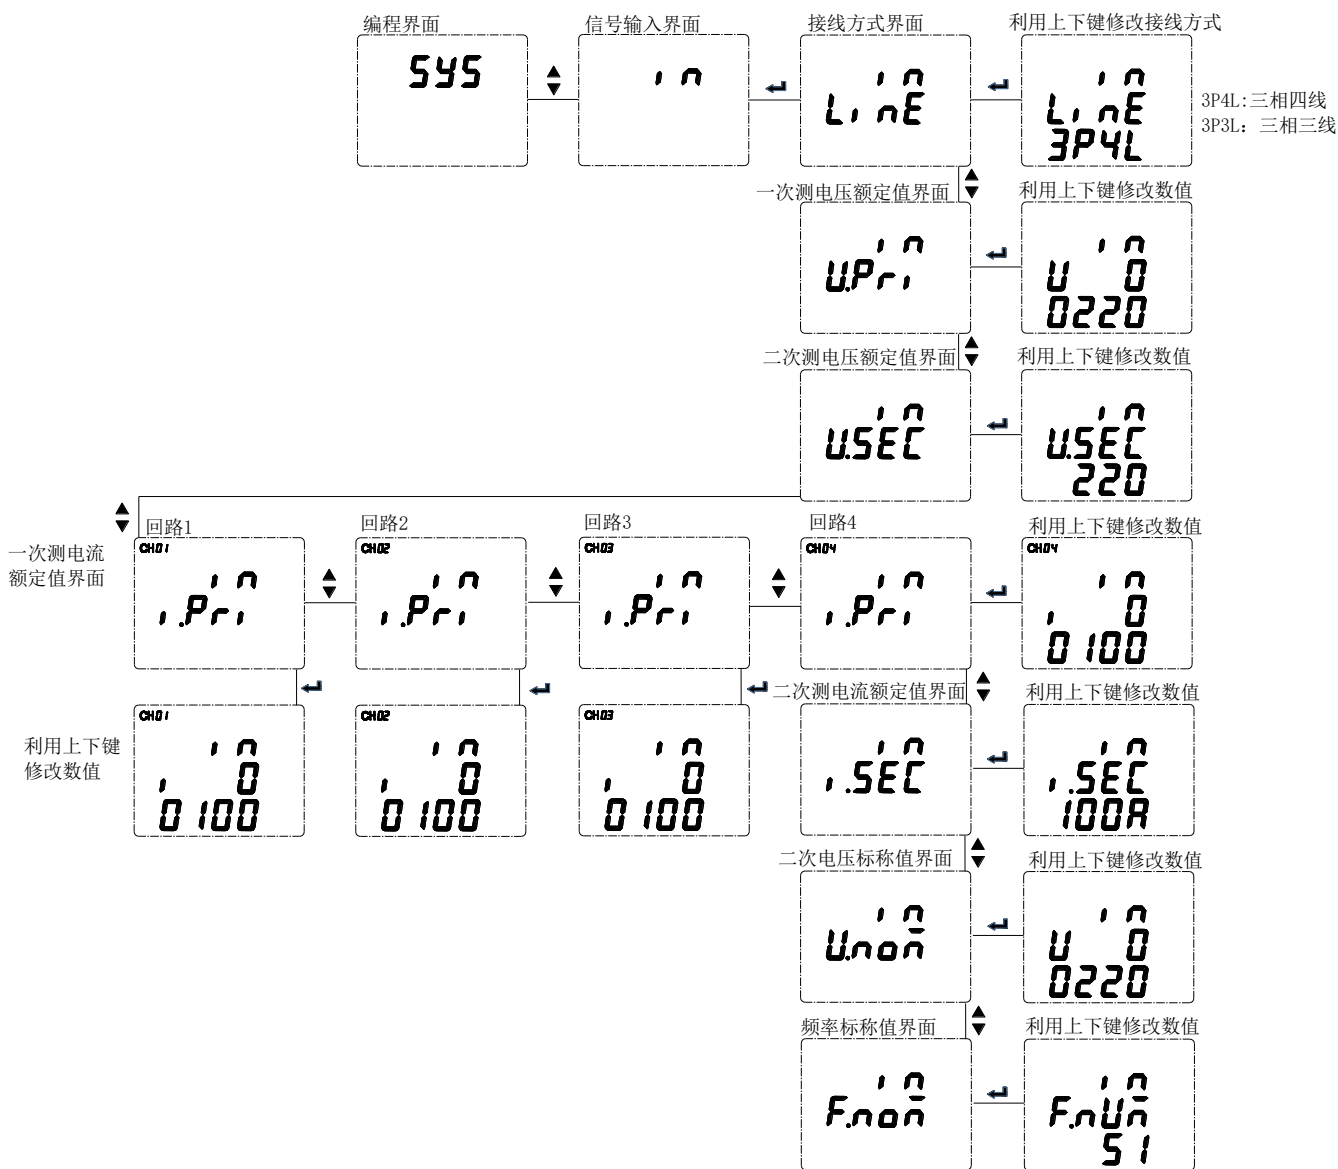 编程界面
信号输入界面
接线方式界面
利用上下键修改接线方式
SYS
in
in
LinE
in
LinE
3P4L
3P4L:三相四线
3P3L：三相三线
一次测电压额定值界面
利用上下键修改数值
in
U.Pri
in
U 0
0220
二次测电压额定值界面
利用上下键修改数值
in
U.SEC
in
U.SEC
220
一次测电流
额定值界面
回路1
回路2
回路3
回路4
利用上下键修改数值
CH01
in
i.Pri
CH02
in
i.Pri
CH03
in
i.Pri
CH04
in
i.Pri
CH04
in
i 0
0100
利用上下键
修改数值
CH01
in
i 0
0100
CH02
in
i 0
0100
CH03
in
i 0
0100
二次测电流额定值界面
利用上下键修改数值
in
i.SEC
in
i.SEC
100A
二次电压标称值界面
利用上下键修改数值
in
U.nom
in
U 0
0220
频率标称值界面
利用上下键修改数值
in
F.nom
in
F.nUm
51